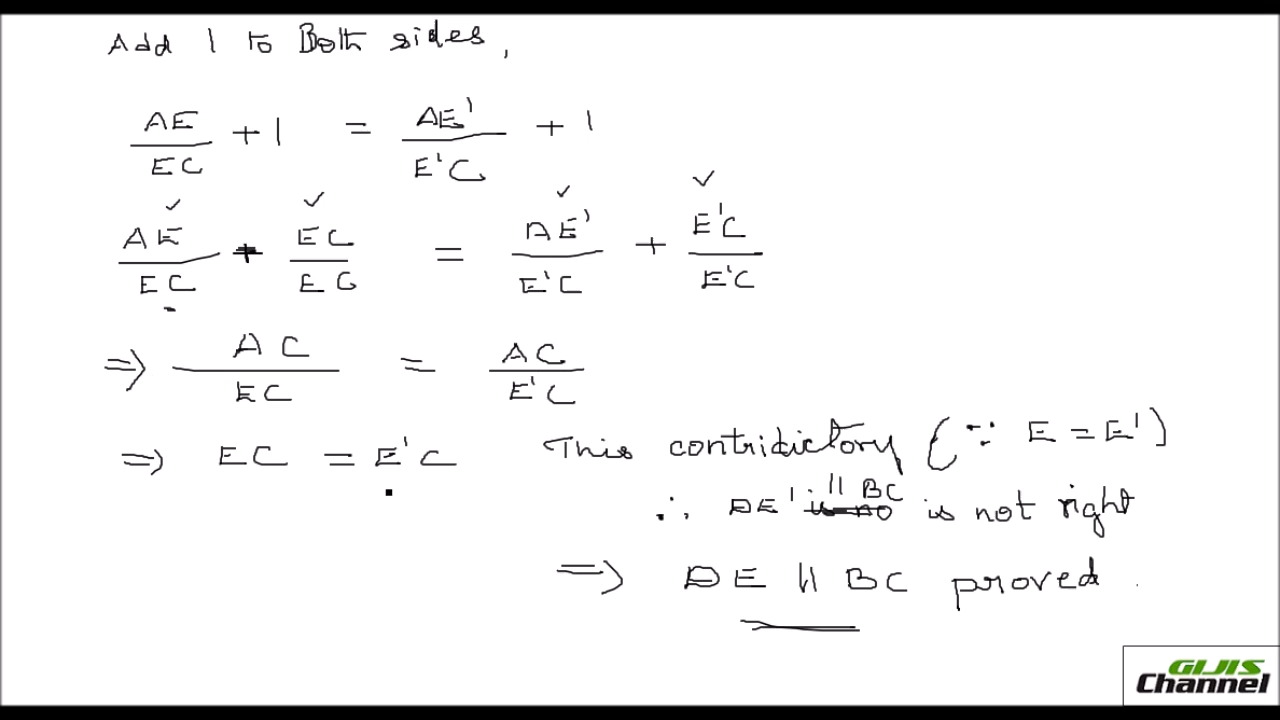 Add 1 to Both sides,
AE/EC + 1 = AE'/E'C + 1
AE/EC + EC/EC = AE'/E'C + E'C/E'C
⇒ AC/EC = AC/E'C
⇒ EC = E'C This contridictory (∵ E = E')
∴ DE' || BC is not right
⇒ DE || BC proved.
GIJIS
Channel